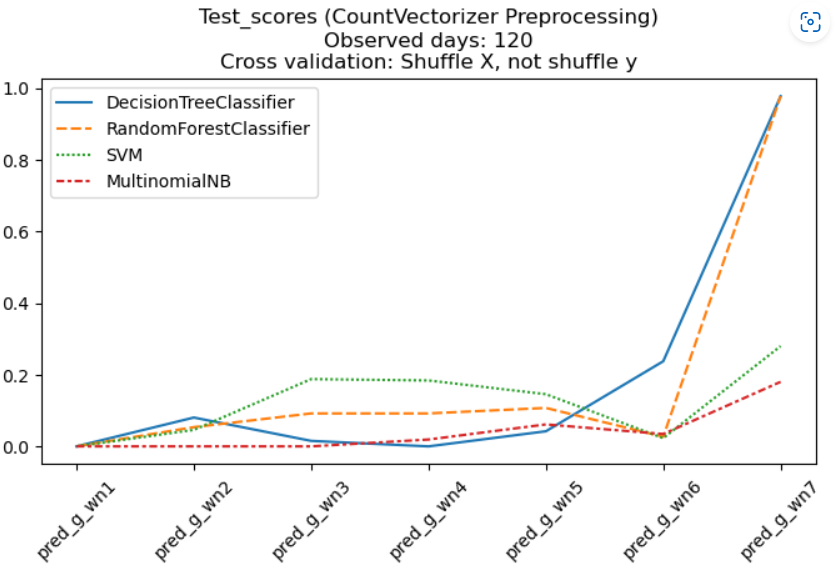 Test_scores (CountVectorizer Preprocessing)
Observed days: 120
Cross validation: Shuffle X, not shuffle y
1.0
0.8
0.6
0.4
0.2
0.0
DecisionTreeClassifier
RandomForestClassifier
SVM
MultinomialNB
pred_g_wn1
pred_g_wn2
pred_g_wn3
pred_g_wn4
pred_g_wn5
pred_g_wn6
pred_g_wn7